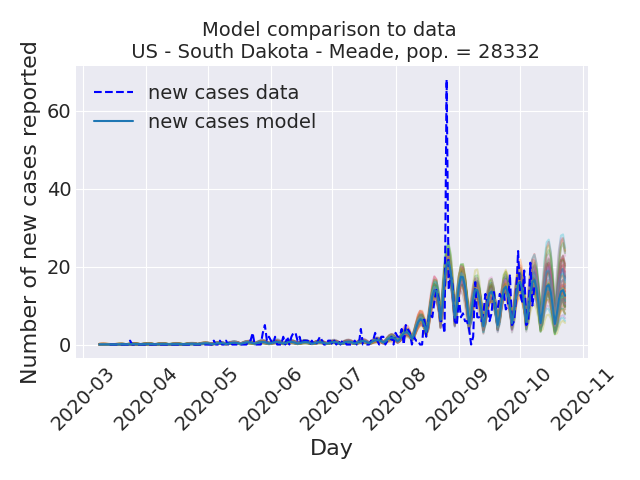 Model comparison to data
US - South Dakota - Meade, pop. = 28332
Number of new cases reported
new cases data
new cases model
60
40
20
0
2020-03
2020-04
2020-05
2020-06
2020-07
2020-08
2020-09
2020-10
2020-11
Day